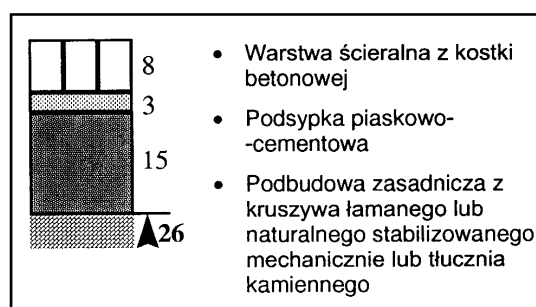 8
3
15
26
• Warstwa ścieralna z kostki
betonowej
• Podsypka piaskowo-
-cementowa
• Podbudowa zasadnicza z
kruszywa łamanego lub
naturalnego stabilizowanego
mechanicznie lub tłucznia
kamiennego